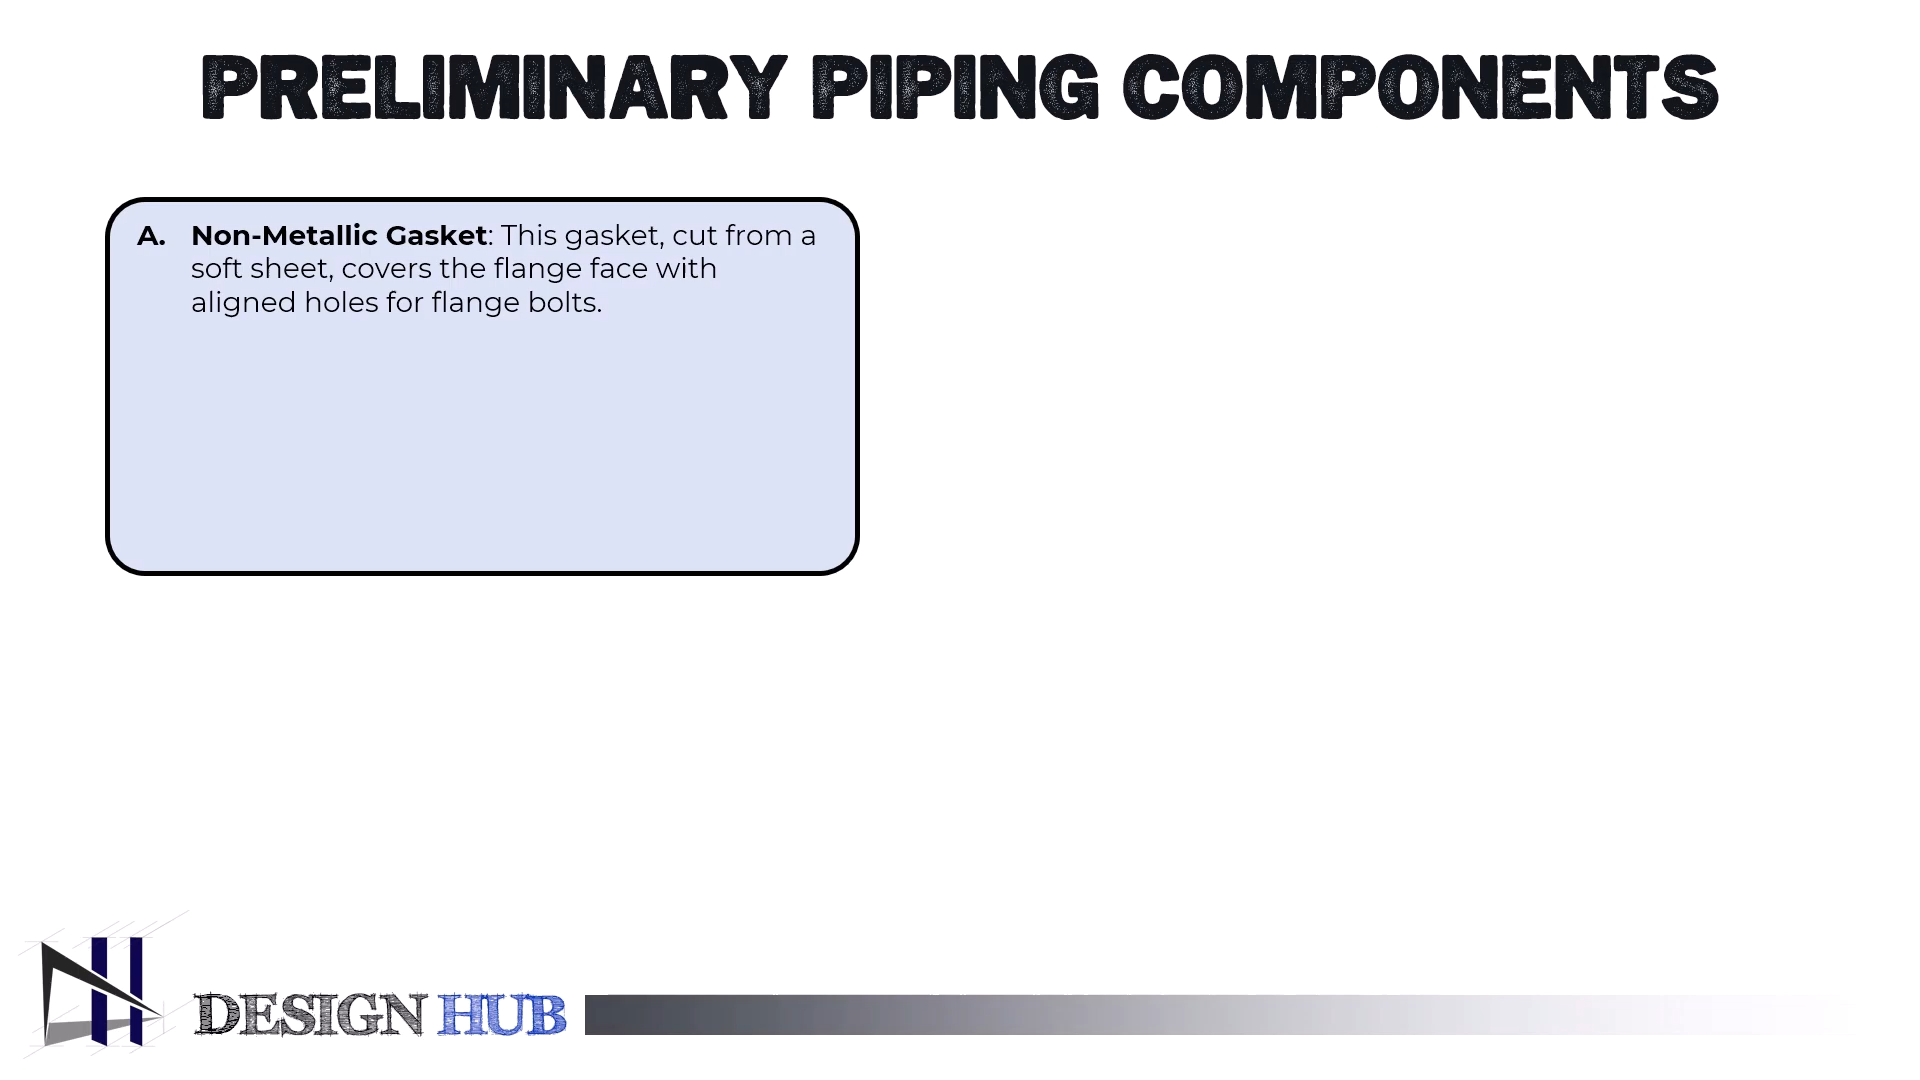 PRELIMINARY PIPING COMPONENTS
A. Non-Metallic Gasket: This gasket, cut from a
soft sheet, covers the flange face with
aligned holes for flange bolts.
DESIGN HUB